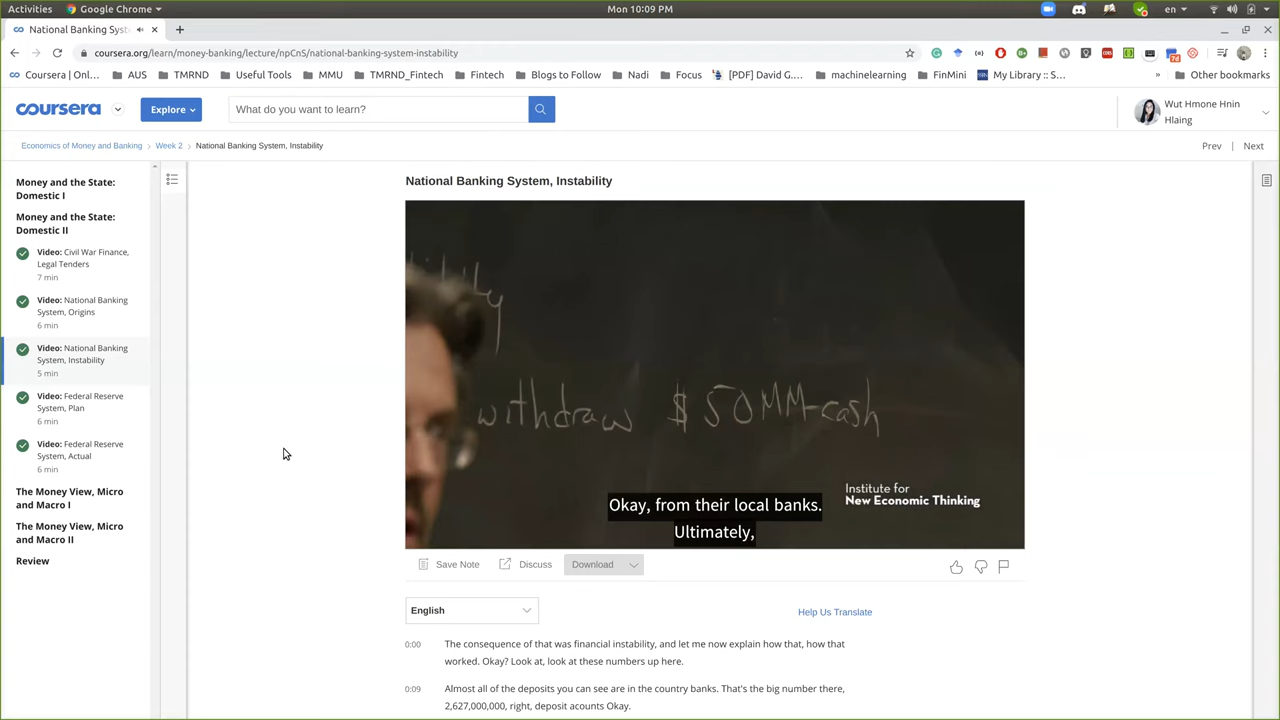 Activities
Google Chrome
Mon 10:09 PM
en
National Banking Syst
coursera.org/learn/money-banking/lecture/npCnS/national-banking-system-instability
Coursera | Onl...
AUS
TMRND
Useful Tools
MMU
TMRND_Fintech
Fintech
Blogs to Follow
Nadi
Focus
[PDF] David G....
machinelearning
FinMini
My Library :: S...
»
Other bookmarks
coursera
Explore
What do you want to learn?
Wut Hmone Hnin
Hlaing
Economics of Money and Banking
Week 2
National Banking System, Instability
Prev | Next
Money and the State:
Domestic I
Money and the State:
Domestic II
Video: Civil War Finance,
Legal Tenders
7 min
Video: National Banking
System, Origins
6 min
Video: National Banking
System, Instability
5 min
Video: Federal Reserve
System, Plan
6 min
Video: Federal Reserve
System, Actual
6 min
The Money View, Micro
and Macro I
The Money View, Micro
and Macro II
Review
National Banking System, Instability
withdraw $50MM cash
Institute for
New Economic Thinking
Okay, from their local banks.
Ultimately,
Save Note
Discuss
Download
English
Help Us Translate
0:00
The consequence of that was financial instability, and let me now explain how that, how that
worked. Okay? Look at, look at these numbers up here.
0:09
Almost all of the deposits you can see are in the country banks. That's the big number there,
2,627,000,000, right, deposit acounts Okay.